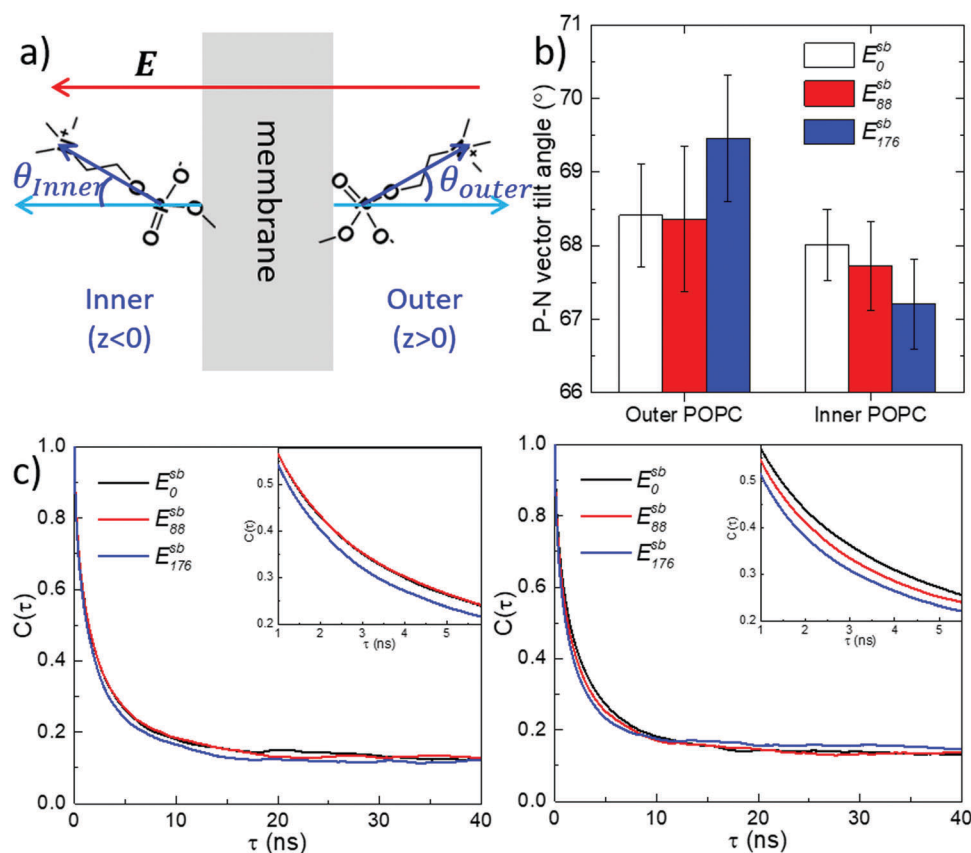 a)
E
membrane
θInner
θouter
+
+
O
O
O
O
O
O
O
P
P
Inner
(z<0)
Outer
(z>0)
b)
P-N vector tilt angle (°)
71
70
69
68
67
66
E0sb
E88sb
E176sb
Outer POPC
Inner POPC
c)
C(τ)
1.0
0.8
0.6
0.4
0.2
0.0
E0sb
E88sb
E176sb
C(τ)
0.5
0.4
0.3
0.2
1 2 3 4 5
τ (ns)
0 10 20 30 40
τ (ns)
C(τ)
1.0
0.8
0.6
0.4
0.2
0.0
E0sb
E88sb
E176sb
C(τ)
0.5
0.4
0.3
0.2
1 2 3 4 5
τ (ns)
0 10 20 30 40
τ (ns)